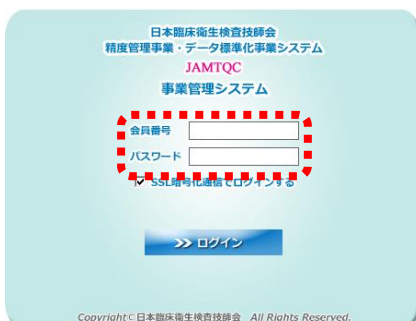 日本臨床衛生検査技師会
精度管理事業・データ標準化事業システム
JAMTQC
事業管理システム
会員番号
パスワード
SSL暗号化通信でログインする
>> ログイン
Copyright© 日本臨床衛生検査技師会 All Rights Reserved.